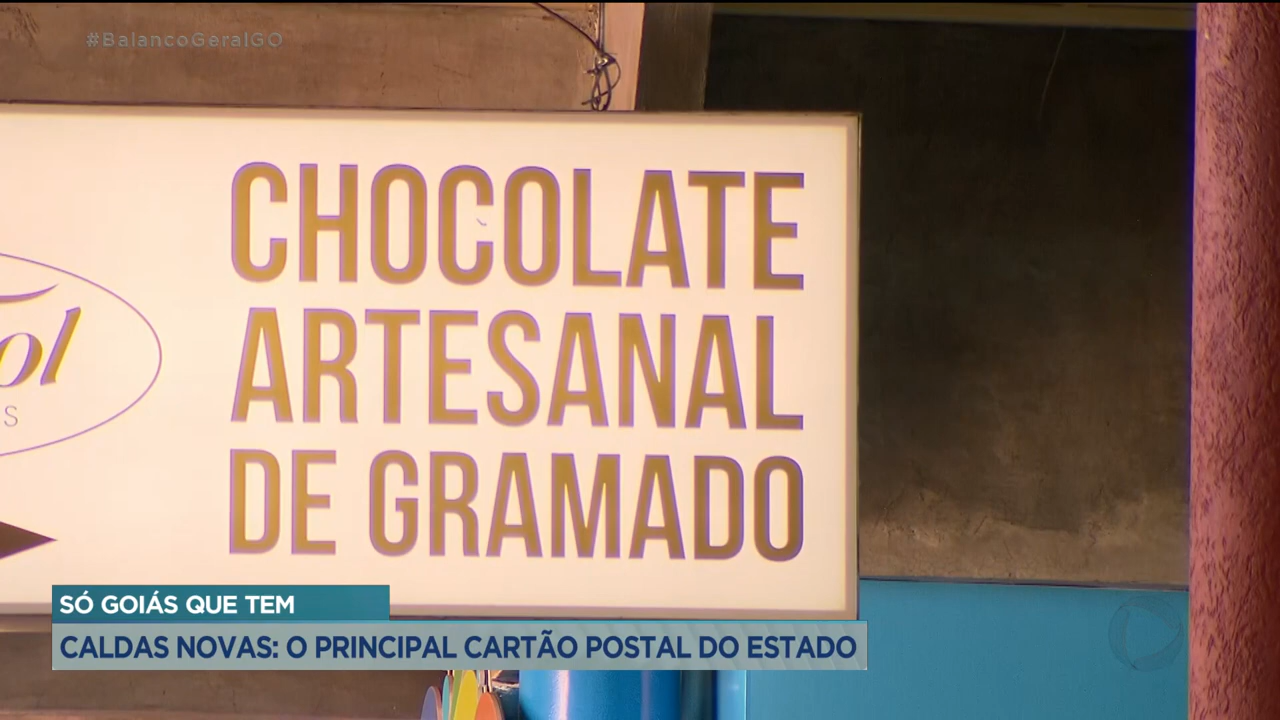 #BalancoGeralGO
CHOCOLATE
ARTESANAL
DE GRAMADO
SÓ GOIÁS QUE TEM
CALDAS NOVAS: O PRINCIPAL CARTÃO POSTAL DO ESTADO